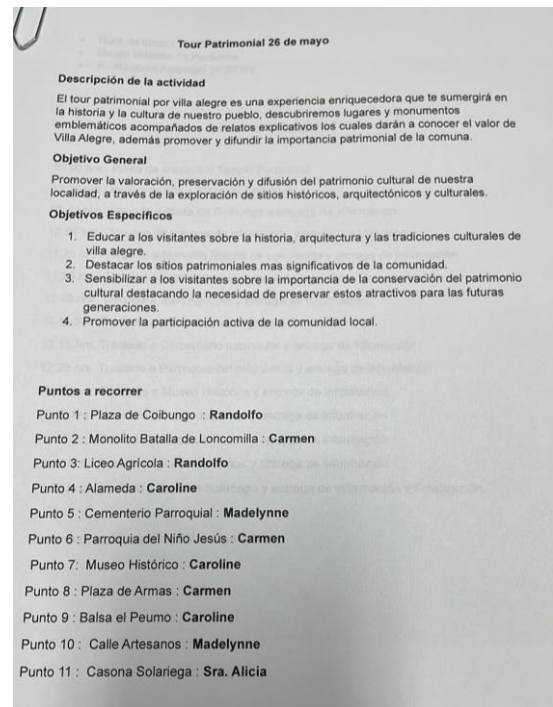 Tour Patrimonial 26 de mayo
Descripción de la actividad
El tour patrimonial por villa alegre es una experiencia enriquecedora que te sumergirá en
la historia y la cultura de nuestro pueblo, descubriremos lugares y monumentos
emblemáticos acompañados de relatos explicativos los cuales darán a conocer el valor de
Villa Alegre, además promover y difundir la importancia patrimonial de la comuna.
Objetivo General
Promover la valoración, preservación y difusión del patrimonio cultural de nuestra
localidad, a través de la exploración de sitios históricos, arquitectónicos y culturales.
Objetivos Específicos
1. Educar a los visitantes sobre la historia, arquitectura y las tradiciones culturales de
villa alegre.
2. Destacar los sitios patrimoniales mas significativos de la comunidad.
3. Sensibilizar a los visitantes sobre la importancia de la conservación del patrimonio
cultural destacando la necesidad de preservar estos atractivos para las futuras
generaciones.
4. Promover la participación activa de la comunidad local.
Puntos a recorrer
Punto 1 : Plaza de Coibungo : Randolfo
Punto 2 : Monolito Batalla de Loncomilla : Carmen
Punto 3: Liceo Agrícola : Randolfo
Punto 4 : Alameda : Caroline
Punto 5 : Cementerio Parroquial : Madelynne
Punto 6 : Parroquia del Niño Jesús : Carmen
Punto 7: Museo Histórico : Caroline
Punto 8 : Plaza de Armas : Carmen
Punto 9 : Balsa el Peumo : Caroline
Punto 10 : Calle Artesanos : Madelynne
Punto 11 : Casona Solariega : Sra. Alicia